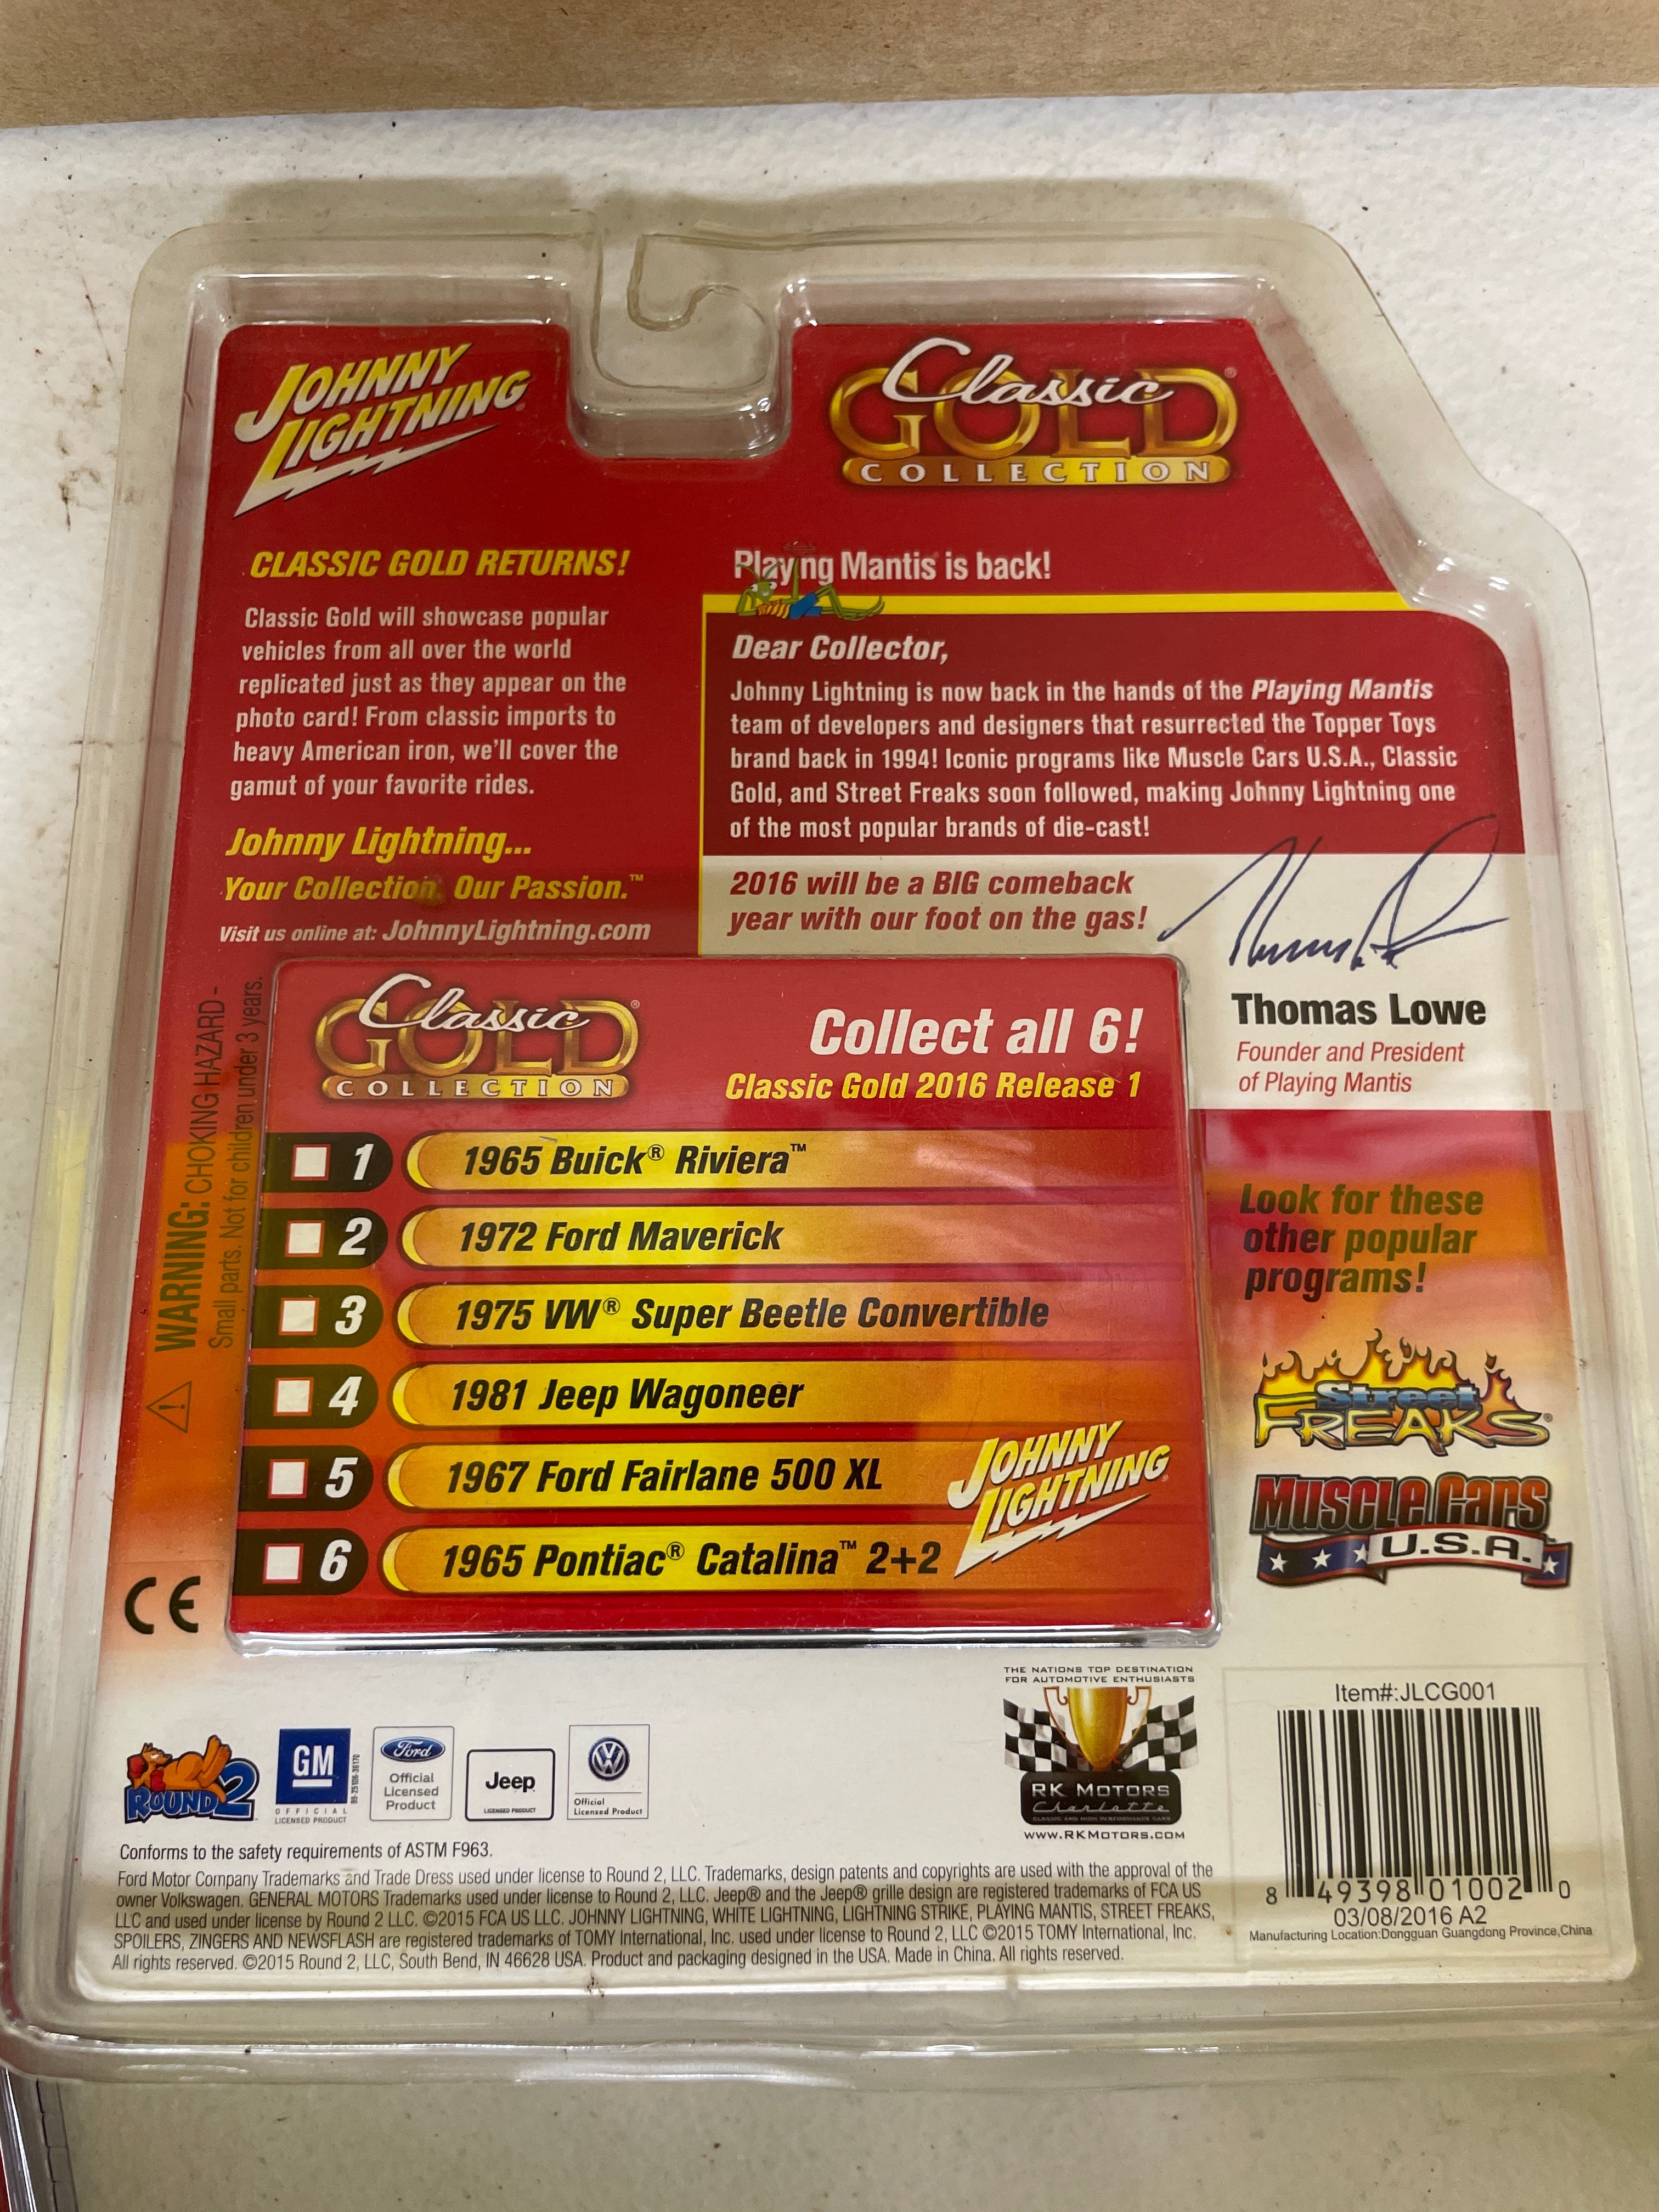 JOHNNY
LIGHTNING
Classic
GOLD®
COLLECTION
CLASSIC GOLD RETURNS!
Classic Gold will showcase popular
vehicles from all over the world
replicated just as they appear on the
photo card! From classic imports to
heavy American iron, we'll cover the
gamut of your favorite rides.
Johnny Lightning...
Your Collection. Our Passion.™
Visit us online at: JohnnyLightning.com
Playing Mantis is back!
Dear Collector,
Johnny Lightning is now back in the hands of the Playing Mantis
team of developers and designers that resurrected the Topper Toys
brand back in 1994! Iconic programs like Muscle Cars U.S.A., Classic
Gold, and Street Freaks soon followed, making Johnny Lightning one
of the most popular brands of die-cast!
2016 will be a BIG comeback
year with our foot on the gas!
Thomas Lowe
Founder and President
of Playing Mantis
WARNING: CHOKING HAZARD -
Small parts. Not for children under 3 years.
Classic
GOLD®
COLLECTION
Collect all 6!
Classic Gold 2016 Release 1
1 1965 Buick® Riviera™
2 1972 Ford Maverick
3 1975 VW® Super Beetle Convertible
4 1981 Jeep Wagoneer
5 1967 Ford Fairlane 500 XL
6 1965 Pontiac® Catalina™ 2+2
JOHNNY
LIGHTNING
Look for these
other popular
programs!
Street
FREAKS®
MUSCLE CARS
U.S.A.
CE
ROUND 2
GM
OFFICIAL
LICENSED PRODUCT
Ford
Official
Licensed
Product
Jeep
LICENSED PRODUCT
VW
Official
Licensed Product
THE NATIONS TOP DESTINATION
FOR AUTOMOTIVE ENTHUSIASTS
RK MOTORS
Charlotte
CLASSIC AND HIGH PERFORMANCE CARS
WWW.RKMOTORS.COM
Item#:JLCG001
8 49398 01002 0
03/08/2016 A2
Manufacturing Location:Dongguan Guangdong Province,China
Conforms to the safety requirements of ASTM F963.
Ford Motor Company Trademarks and Trade Dress used under license to Round 2, LLC. Trademarks, design patents and copyrights are used with the approval of the
owner Volkswagen. GENERAL MOTORS Trademarks used under license to Round 2, LLC. Jeep® and the Jeep® grille design are registered trademarks of FCA US
LLC and used under license by Round 2 LLC. ©2015 FCA US LLC. JOHNNY LIGHTNING, WHITE LIGHTNING, LIGHTNING STRIKE, PLAYING MANTIS, STREET FREAKS,
SPOILERS, ZINGERS AND NEWSFLASH are registered trademarks of TOMY International, Inc. used under license to Round 2, LLC ©2015 TOMY International, Inc.
All rights reserved. ©2015 Round 2, LLC, South Bend, IN 46628 USA. Product and packaging designed in the USA. Made in China. All rights reserved.